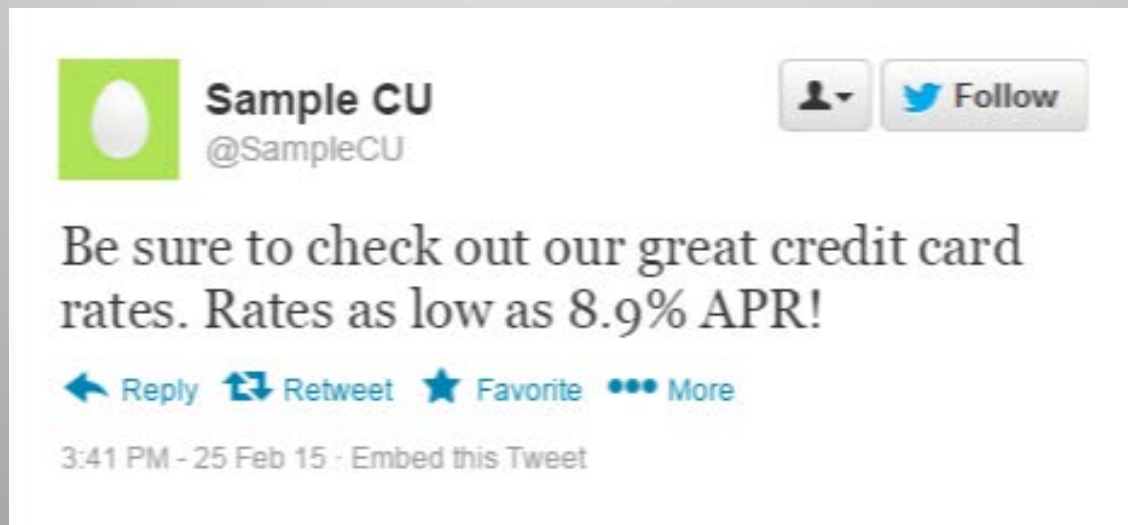 Sample CU
@SampleCU
Follow
Be sure to check out our great credit card
rates. Rates as low as 8.9% APR!
Reply Retweet Favorite More
3:41 PM - 25 Feb 15 · Embed this Tweet